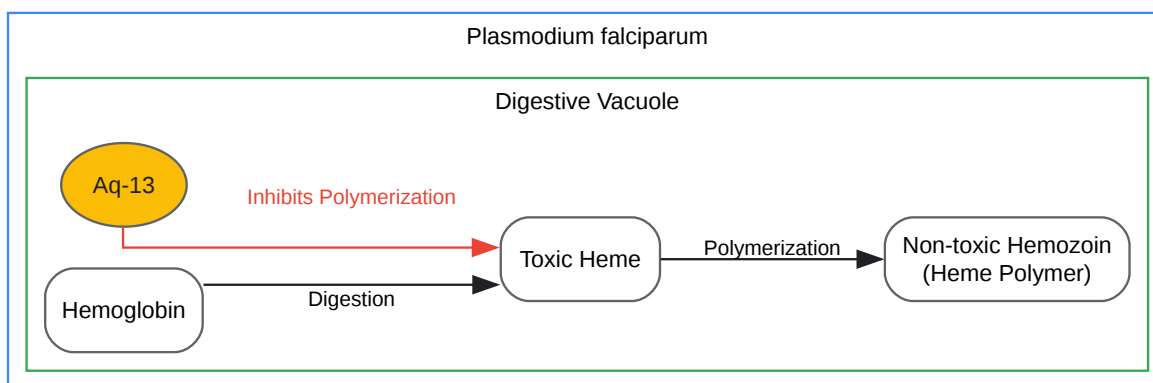 Plasmodium falciparum
Digestive Vacuole
Aq-13
Inhibits Polymerization
Hemoglobin
Digestion
Toxic Heme
Polymerization
Non-toxic Hemozoin
(Heme Polymer)